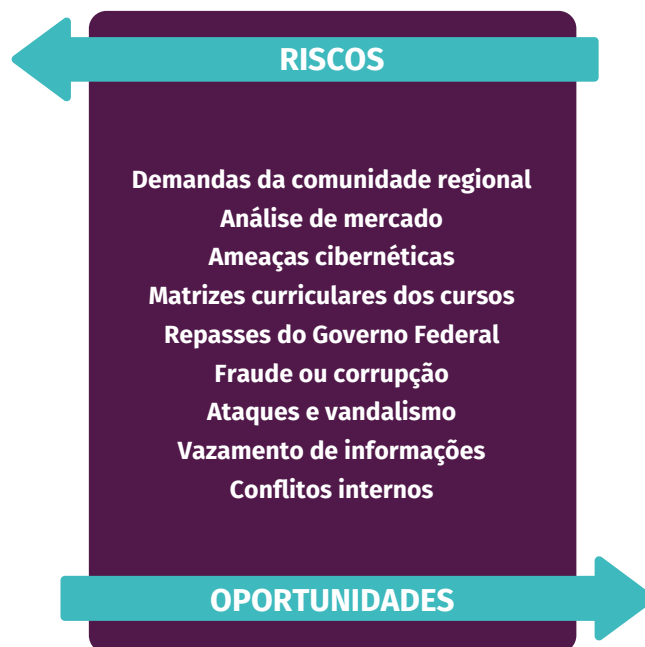 RISCOS
Demandas da comunidade regional
Análise de mercado
Ameaças cibernéticas
Matrizes curriculares dos cursos
Repasses do Governo Federal
Fraude ou corrupção
Ataques e vandalismo
Vazamento de informações
Conflitos internos
OPORTUNIDADES